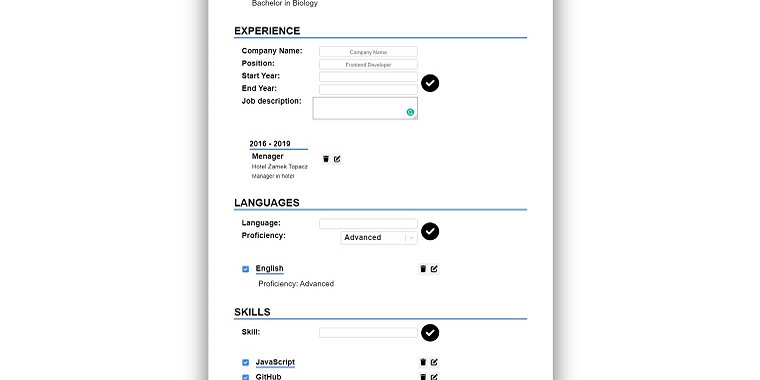 Bachelor in Biology
EXPERIENCE
Company Name: Company Name
Position: Frontend Developer
Start Year:
End Year:
Job description:
2016 - 2019
Menager
Hotel Zamek Topacz
Manager in hotel
LANGUAGES
Language:
Proficiency: Advanced
English
Proficiency: Advanced
SKILLS
Skill:
JavaScript
GitHub